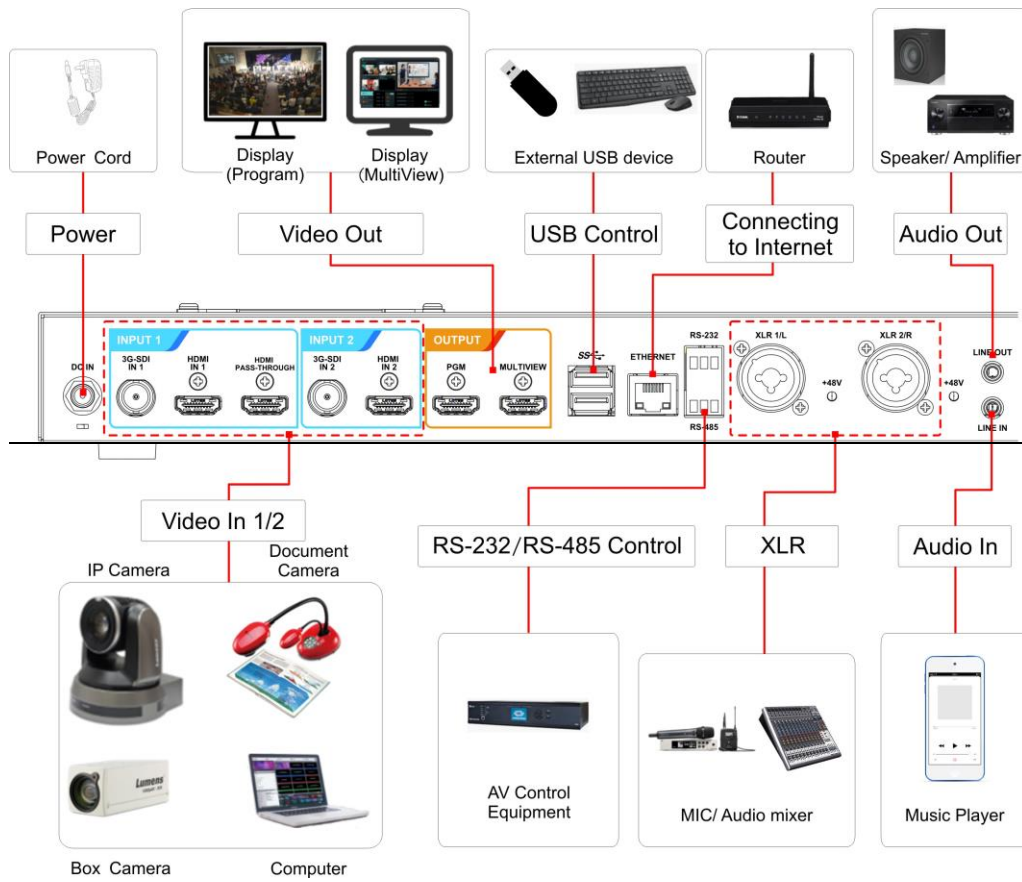 Power Cord
Display
(Program)
Display
(MultiView)
External USB device
Router
Speaker/ Amplifier
Power
Video Out
USB Control
Connecting
to Internet
Audio Out
INPUT 1
INPUT 2
OUTPUT
DC IN
3G-SDI
IN 1
HDMI
IN 1
HDMI
PASS-THROUGH
3G-SDI
IN 2
HDMI
IN 2
PGM
MULTIVIEW
SS
ETHERNET
RS-232
RS-485
XLR 1/L
+48V
XLR 2/R
+48V
LINE OUT
LINE IN
Video In 1/2
RS-232/RS-485 Control
XLR
Audio In
IP Camera
Document
Camera
Lumens
Box Camera
Computer
AV Control
Equipment
MIC/ Audio mixer
Music Player